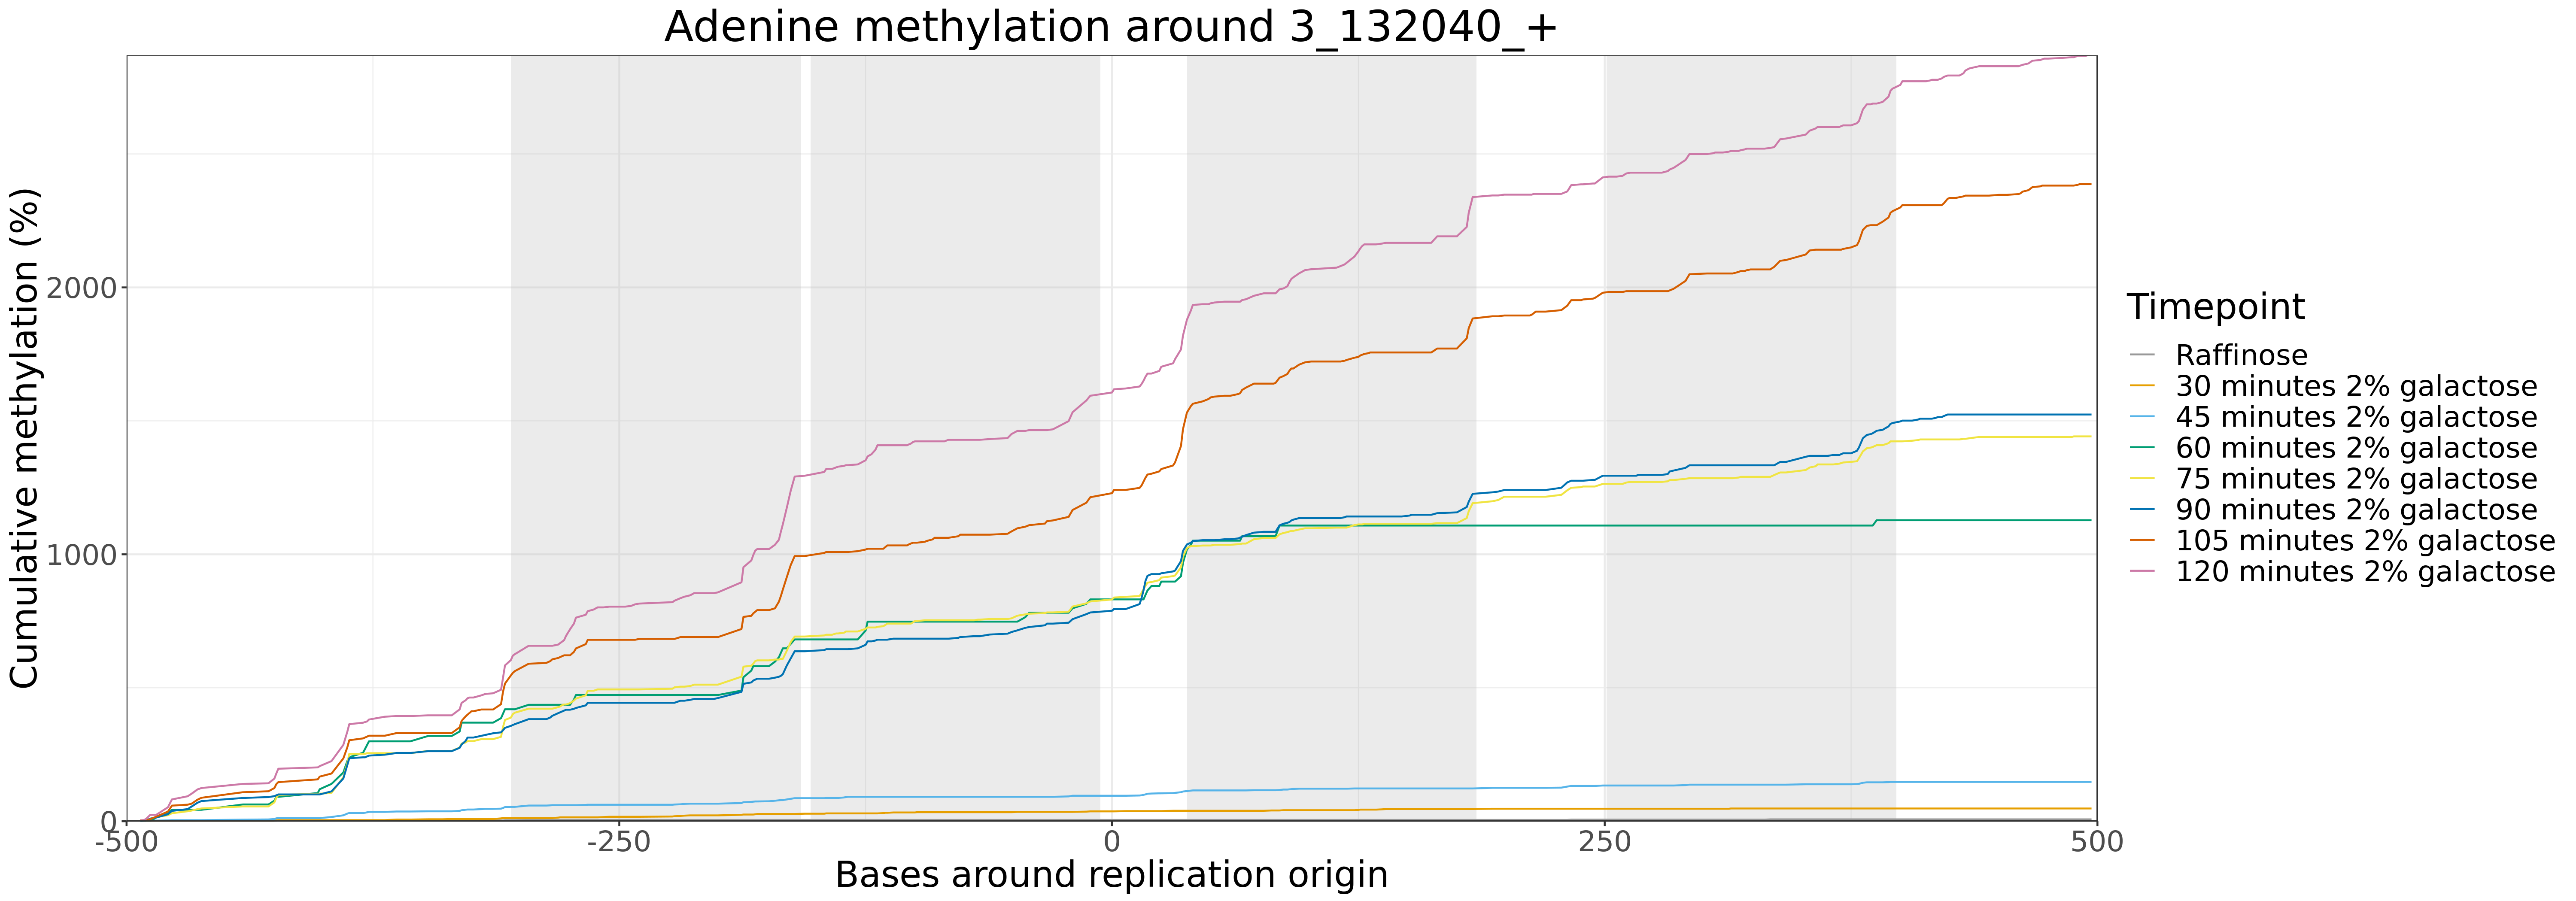 Adenine methylation around 3_132040_+
Cumulative methylation (%)
2000
1000
0
-500
-250
0
250
500
Bases around replication origin
Timepoint
Raffinose
30 minutes 2% galactose
45 minutes 2% galactose
60 minutes 2% galactose
75 minutes 2% galactose
90 minutes 2% galactose
105 minutes 2% galactose
120 minutes 2% galactose